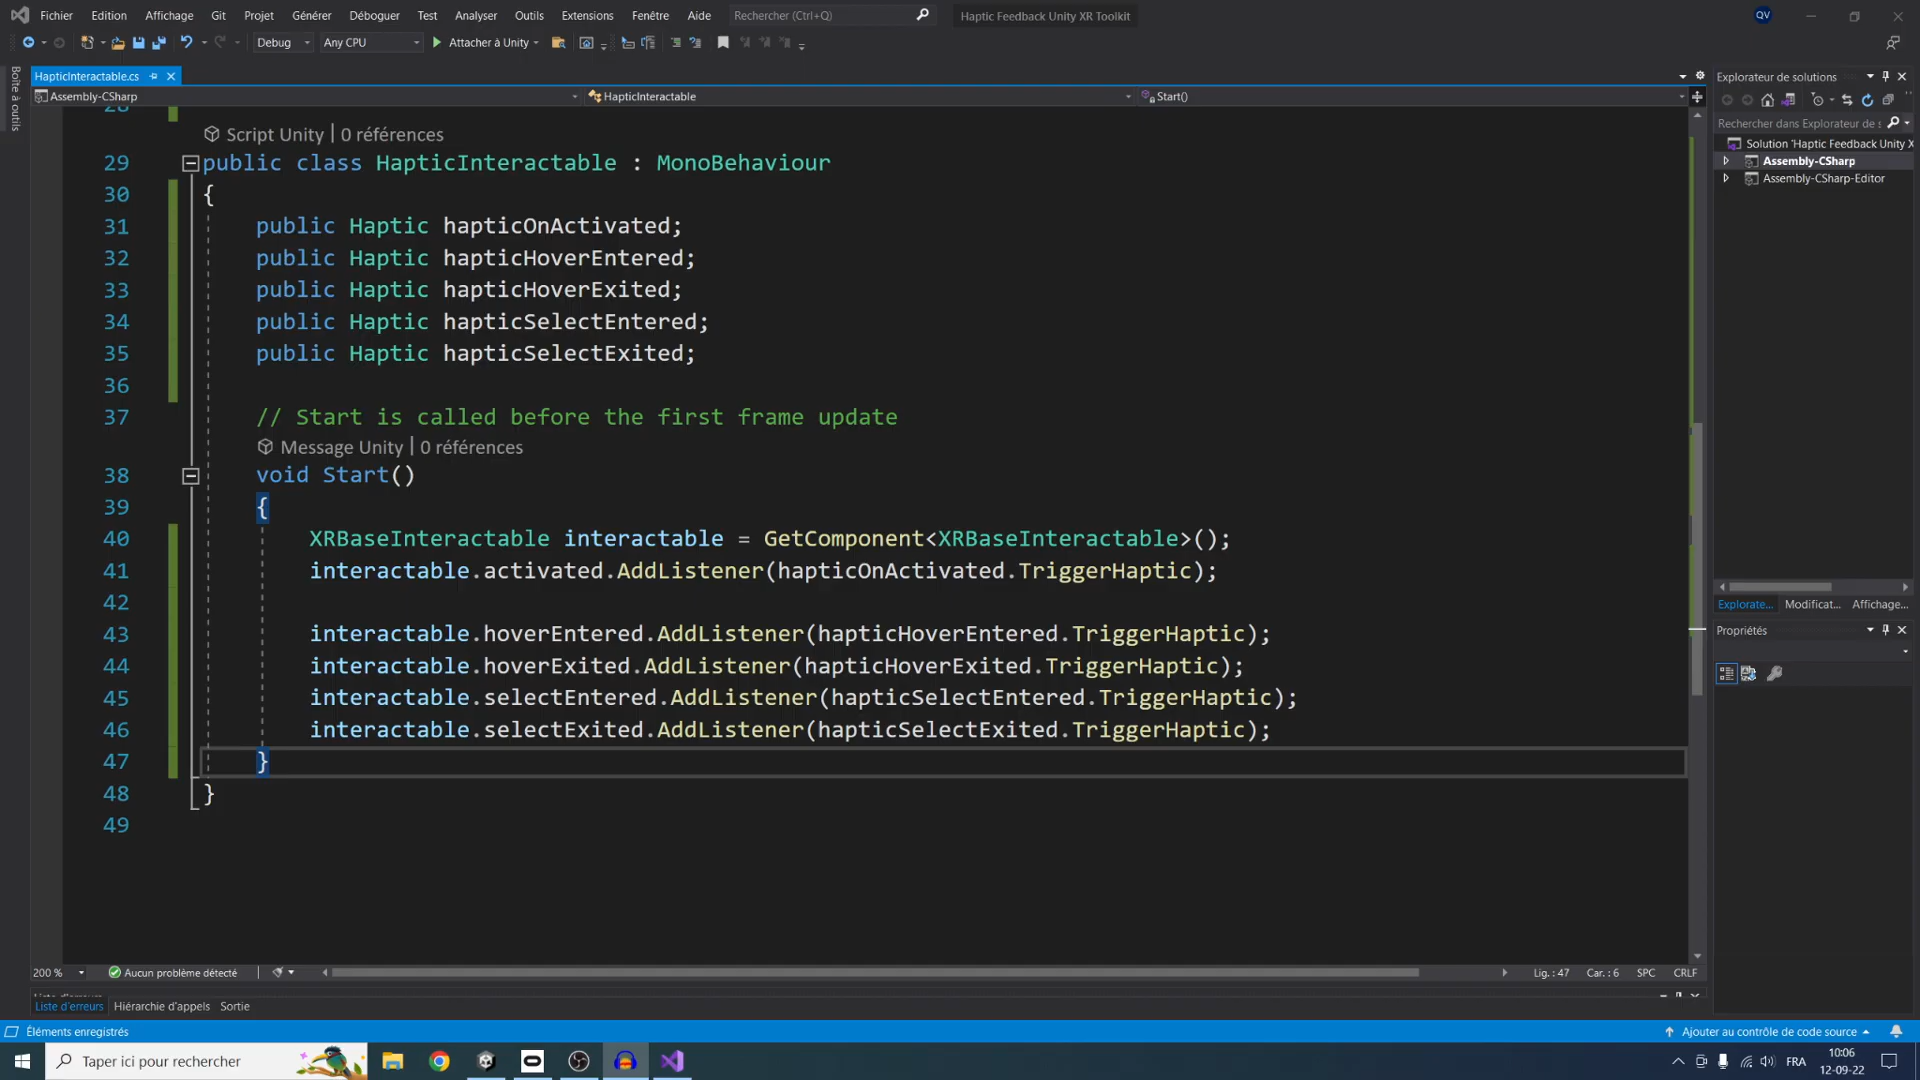 Fichier Edition Affichage Git Projet Générer Déboguer Test Analyser Outils Extensions Fenêtre Aide Rechercher (Ctrl+Q) Haptic Feedback Unity XR Toolkit QV
Debug Any CPU Attacher à Unity
Boîte à outils
HapticInteractable.cs
Assembly-CSharp HapticInteractable Start()
28
Script Unity | 0 références
29 public class HapticInteractable : MonoBehaviour
30 {
31 public Haptic hapticOnActivated;
32 public Haptic hapticHoverEntered;
33 public Haptic hapticHoverExited;
34 public Haptic hapticSelectEntered;
35 public Haptic hapticSelectExited;
36
37 // Start is called before the first frame update
Message Unity | 0 références
38 void Start()
39 {
40 XRBaseInteractable interactable = GetComponent<XRBaseInteractable>();
41 interactable.activated.AddListener(hapticOnActivated.TriggerHaptic);
42
43 interactable.hoverEntered.AddListener(hapticHoverEntered.TriggerHaptic);
44 interactable.hoverExited.AddListener(hapticHoverExited.TriggerHaptic);
45 interactable.selectEntered.AddListener(hapticSelectEntered.TriggerHaptic);
46 interactable.selectExited.AddListener(hapticSelectExited.TriggerHaptic);
47 }
48 }
49
200 % Aucun problème détecté Lig.: 47 Car.: 6 SPC CRLF
Liste d'erreurs Hiérarchie d'appels Sortie
Explorateur de solutions
Rechercher dans Explorateur de s
Solution 'Haptic Feedback Unity X
Assembly-CSharp
Assembly-CSharp-Editor
Explorate... Modificat... Affichage...
Propriétés
Éléments enregistrés Ajouter au contrôle de code source
Taper ici pour rechercher FRA 10:06
12-09-22